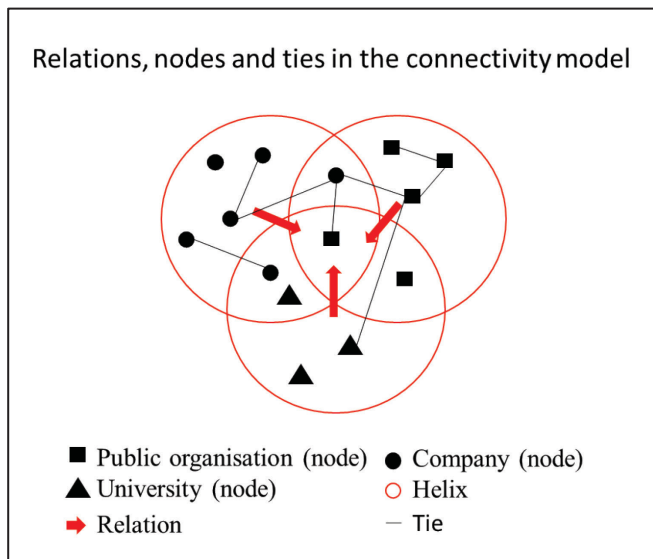 Relations, nodes and ties in the connectivity model
Public organisation (node)
Company (node)
University (node)
Helix
Relation
Tie